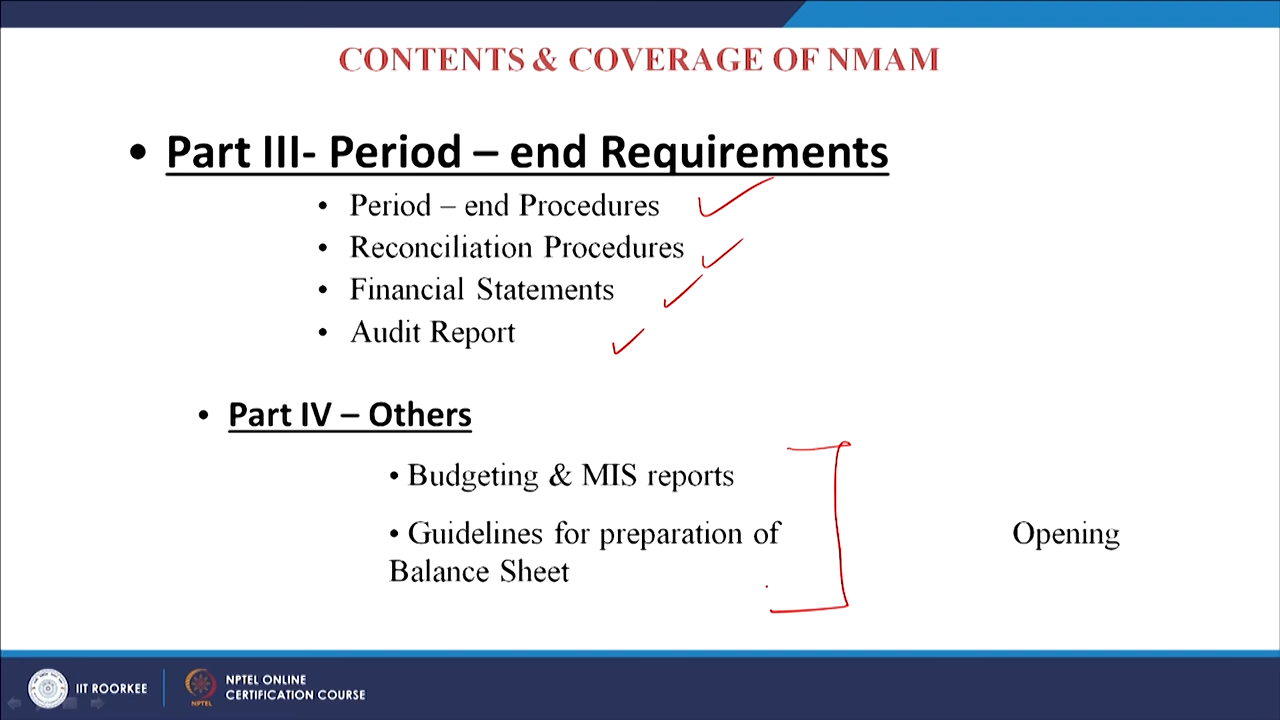 CONTENTS & COVERAGE OF NMAM
• Part III- Period – end Requirements
• Period – end Procedures
• Reconciliation Procedures
• Financial Statements
• Audit Report
• Part IV – Others
• Budgeting & MIS reports
• Guidelines for preparation of Opening
Balance Sheet
IIT ROORKEE
NPTEL
NPTEL ONLINE
CERTIFICATION COURSE